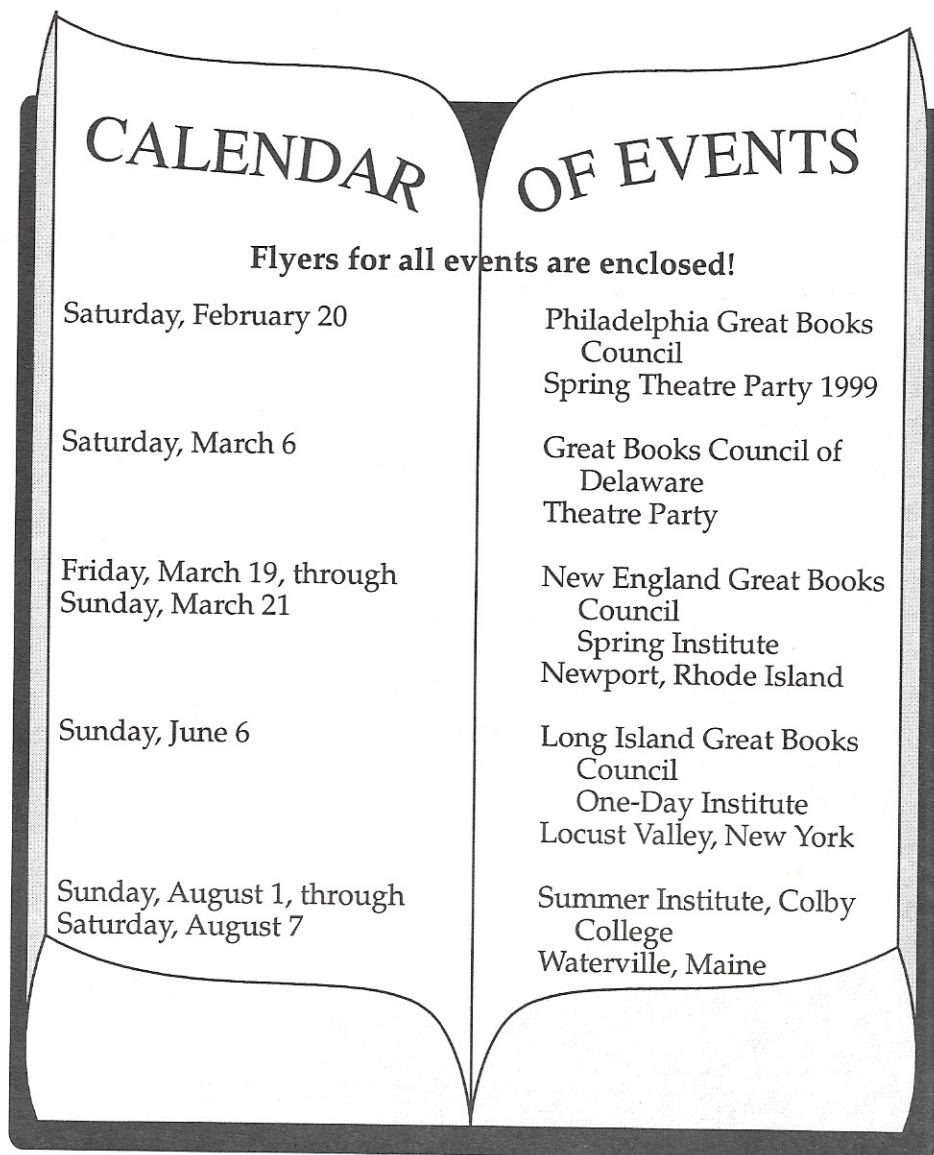 CALENDAR OF EVENTS
Flyers for all events are enclosed!
Saturday, February 20
Philadelphia Great Books
Council
Spring Theatre Party 1999
Saturday, March 6
Great Books Council of
Delaware
Theatre Party
Friday, March 19, through
Sunday, March 21
New England Great Books
Council
Spring Institute
Newport, Rhode Island
Sunday, June 6
Long Island Great Books
Council
One-Day Institute
Locust Valley, New York
Sunday, August 1, through
Saturday, August 7
Summer Institute, Colby
College
Waterville, Maine